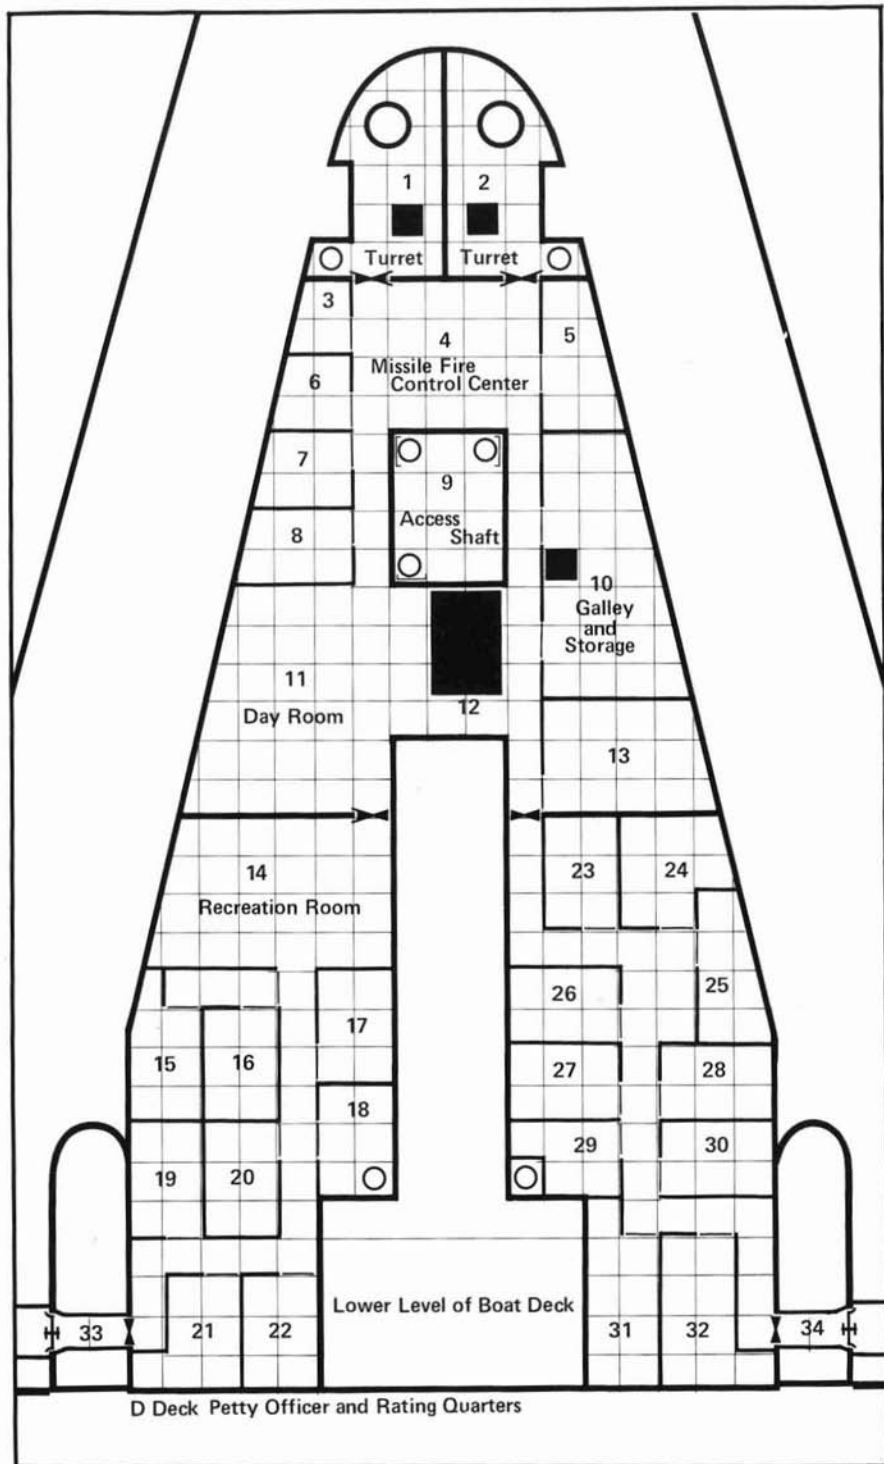 1 2
Turret Turret
3
4
5
Missile Fire
Control Center
6
7
9
8
Access
Shaft
10
Galley
and
Storage
11
12
Day Room
13
14
23 24
Recreation Room
25
26
17
15 16 27 28
18
29 30
19 20
Lower Level of Boat Deck
33 21 22 31 32 34
D Deck Petty Officer and Rating Quarters